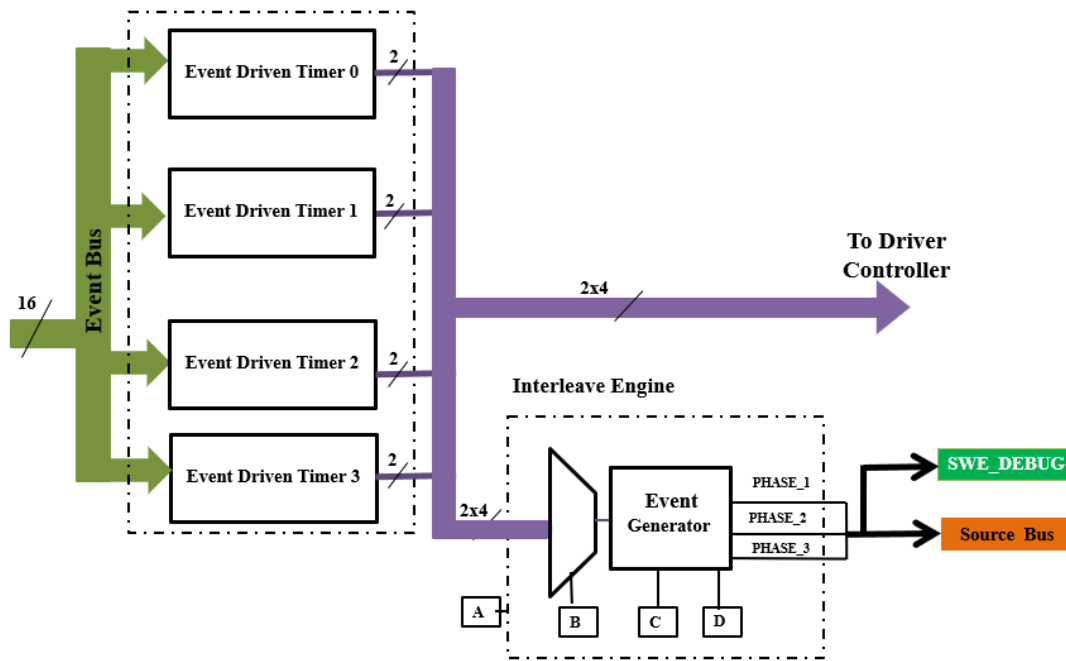 Event Driven Timer 0
2
Event Driven Timer 1
2
Event Bus
16
To Driver
Controller
2x4
Event Driven Timer 2
2
Interleave Engine
Event Driven Timer 3
2
2x4
Event
Generator
PHASE_1
PHASE_2
PHASE_3
SWE_DEBUG
Source Bus
A
B
C
D